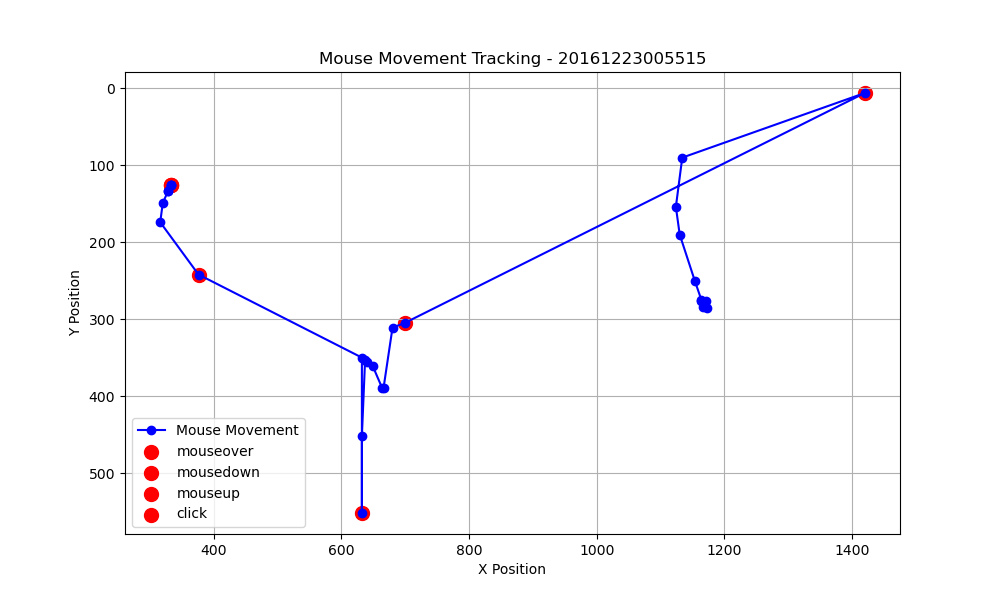 Mouse Movement Tracking - 20161223005515
Y Position
0
100
200
300
400
500
Mouse Movement
mouseover
mousedown
mouseup
click
400 600 800 1000 1200 1400
X Position